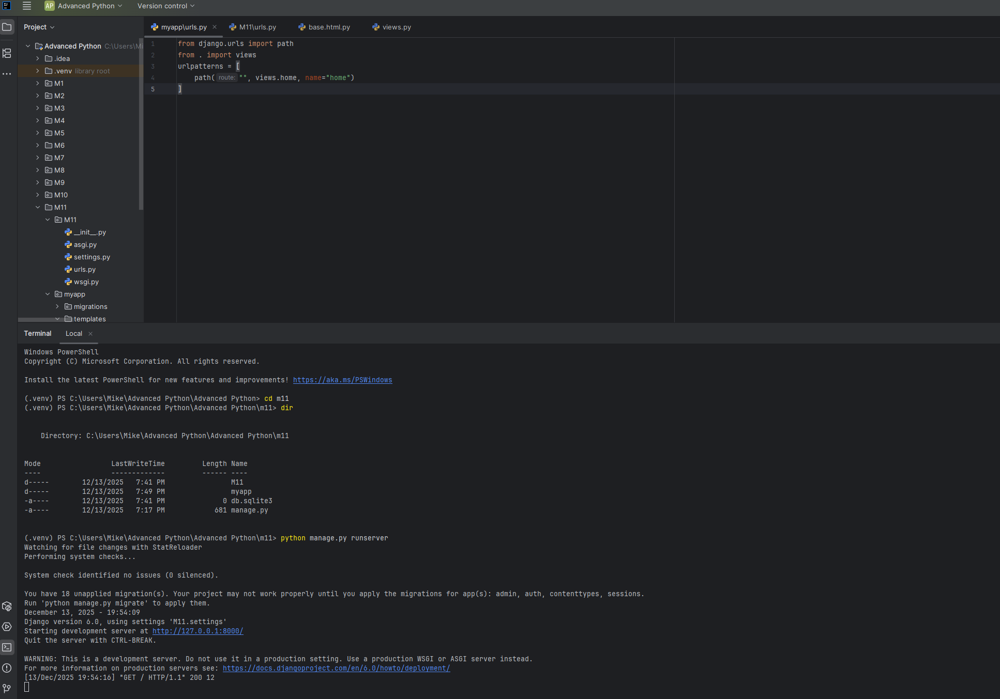 AP Advanced Python Version control
Project
myapp\urls.py M11\urls.py base.html.py views.py
Advanced Python C:\Users\Mi
.idea
.venv library root
M1
M2
M3
M4
M5
M6
M7
M8
M9
M10
M11
M11
__init__.py
asgi.py
settings.py
urls.py
wsgi.py
myapp
migrations
templates
1 from django.urls import path
2 from . import views
3 urlpatterns = [
4 path( route: "", views.home, name="home")
5 ]
Terminal Local
Windows PowerShell
Copyright (C) Microsoft Corporation. All rights reserved.
Install the latest PowerShell for new features and improvements! https://aka.ms/PSWindows
(.venv) PS C:\Users\Mike\Advanced Python\Advanced Python> cd m11
(.venv) PS C:\Users\Mike\Advanced Python\Advanced Python\m11> dir
Directory: C:\Users\Mike\Advanced Python\Advanced Python\m11
Mode LastWriteTime Length Name
---- ------------- ------ ----
d----- 12/13/2025 7:41 PM M11
d----- 12/13/2025 7:49 PM myapp
-a---- 12/13/2025 7:41 PM 0 db.sqlite3
-a---- 12/13/2025 7:17 PM 681 manage.py
(.venv) PS C:\Users\Mike\Advanced Python\Advanced Python\m11> python manage.py runserver
Watching for file changes with StatReloader
Performing system checks...
System check identified no issues (0 silenced).
You have 18 unapplied migration(s). Your project may not work properly until you apply the migrations for app(s): admin, auth, contenttypes, sessions.
Run 'python manage.py migrate' to apply them.
December 13, 2025 - 19:54:09
Django version 6.0, using settings 'M11.settings'
Starting development server at http://127.0.0.1:8000/
Quit the server with CTRL-BREAK.
WARNING: This is a development server. Do not use it in a production setting. Use a production WSGI or ASGI server instead.
For more information on production servers see: https://docs.djangoproject.com/en/6.0/howto/deployment/
[13/Dec/2025 19:54:16] "GET / HTTP/1.1" 200 12